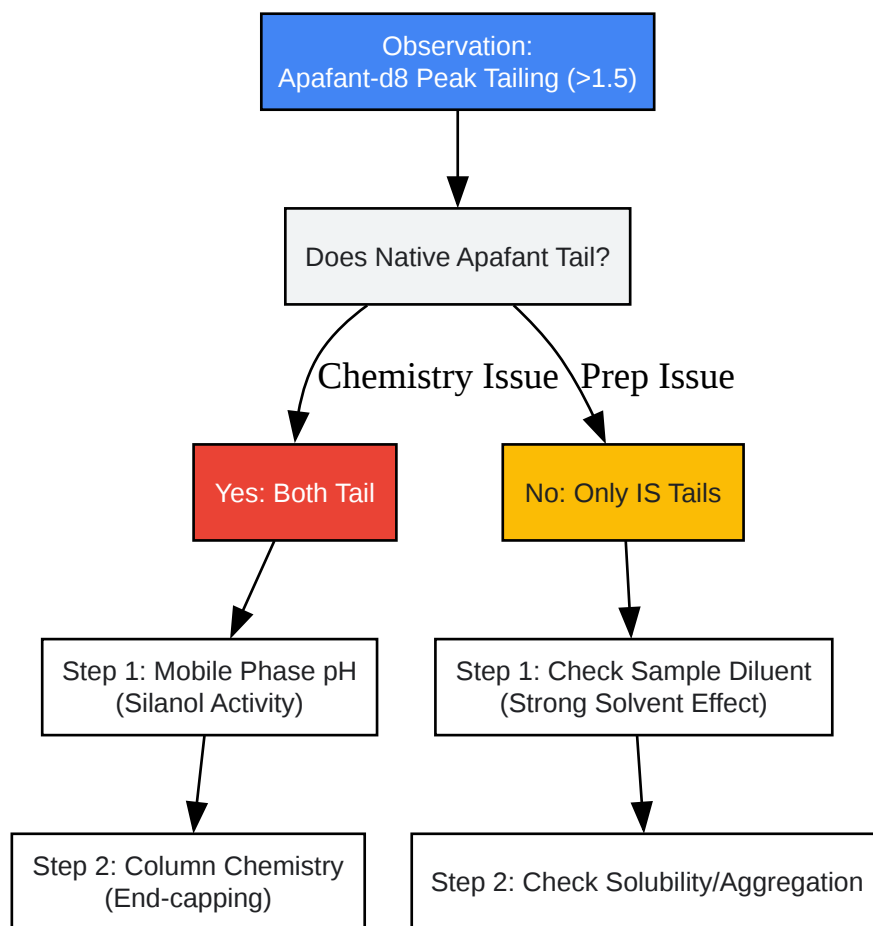 Observation:
Apafant-d8 Peak Tailing (>1.5)
Does Native Apafant Tail?
Chemistry Issue
Prep Issue
Yes: Both Tail
No: Only IS Tails
Step 1: Mobile Phase pH
(Silanol Activity)
Step 1: Check Sample Diluent
(Strong Solvent Effect)
Step 2: Column Chemistry
(End-capping)
Step 2: Check Solubility/Aggregation